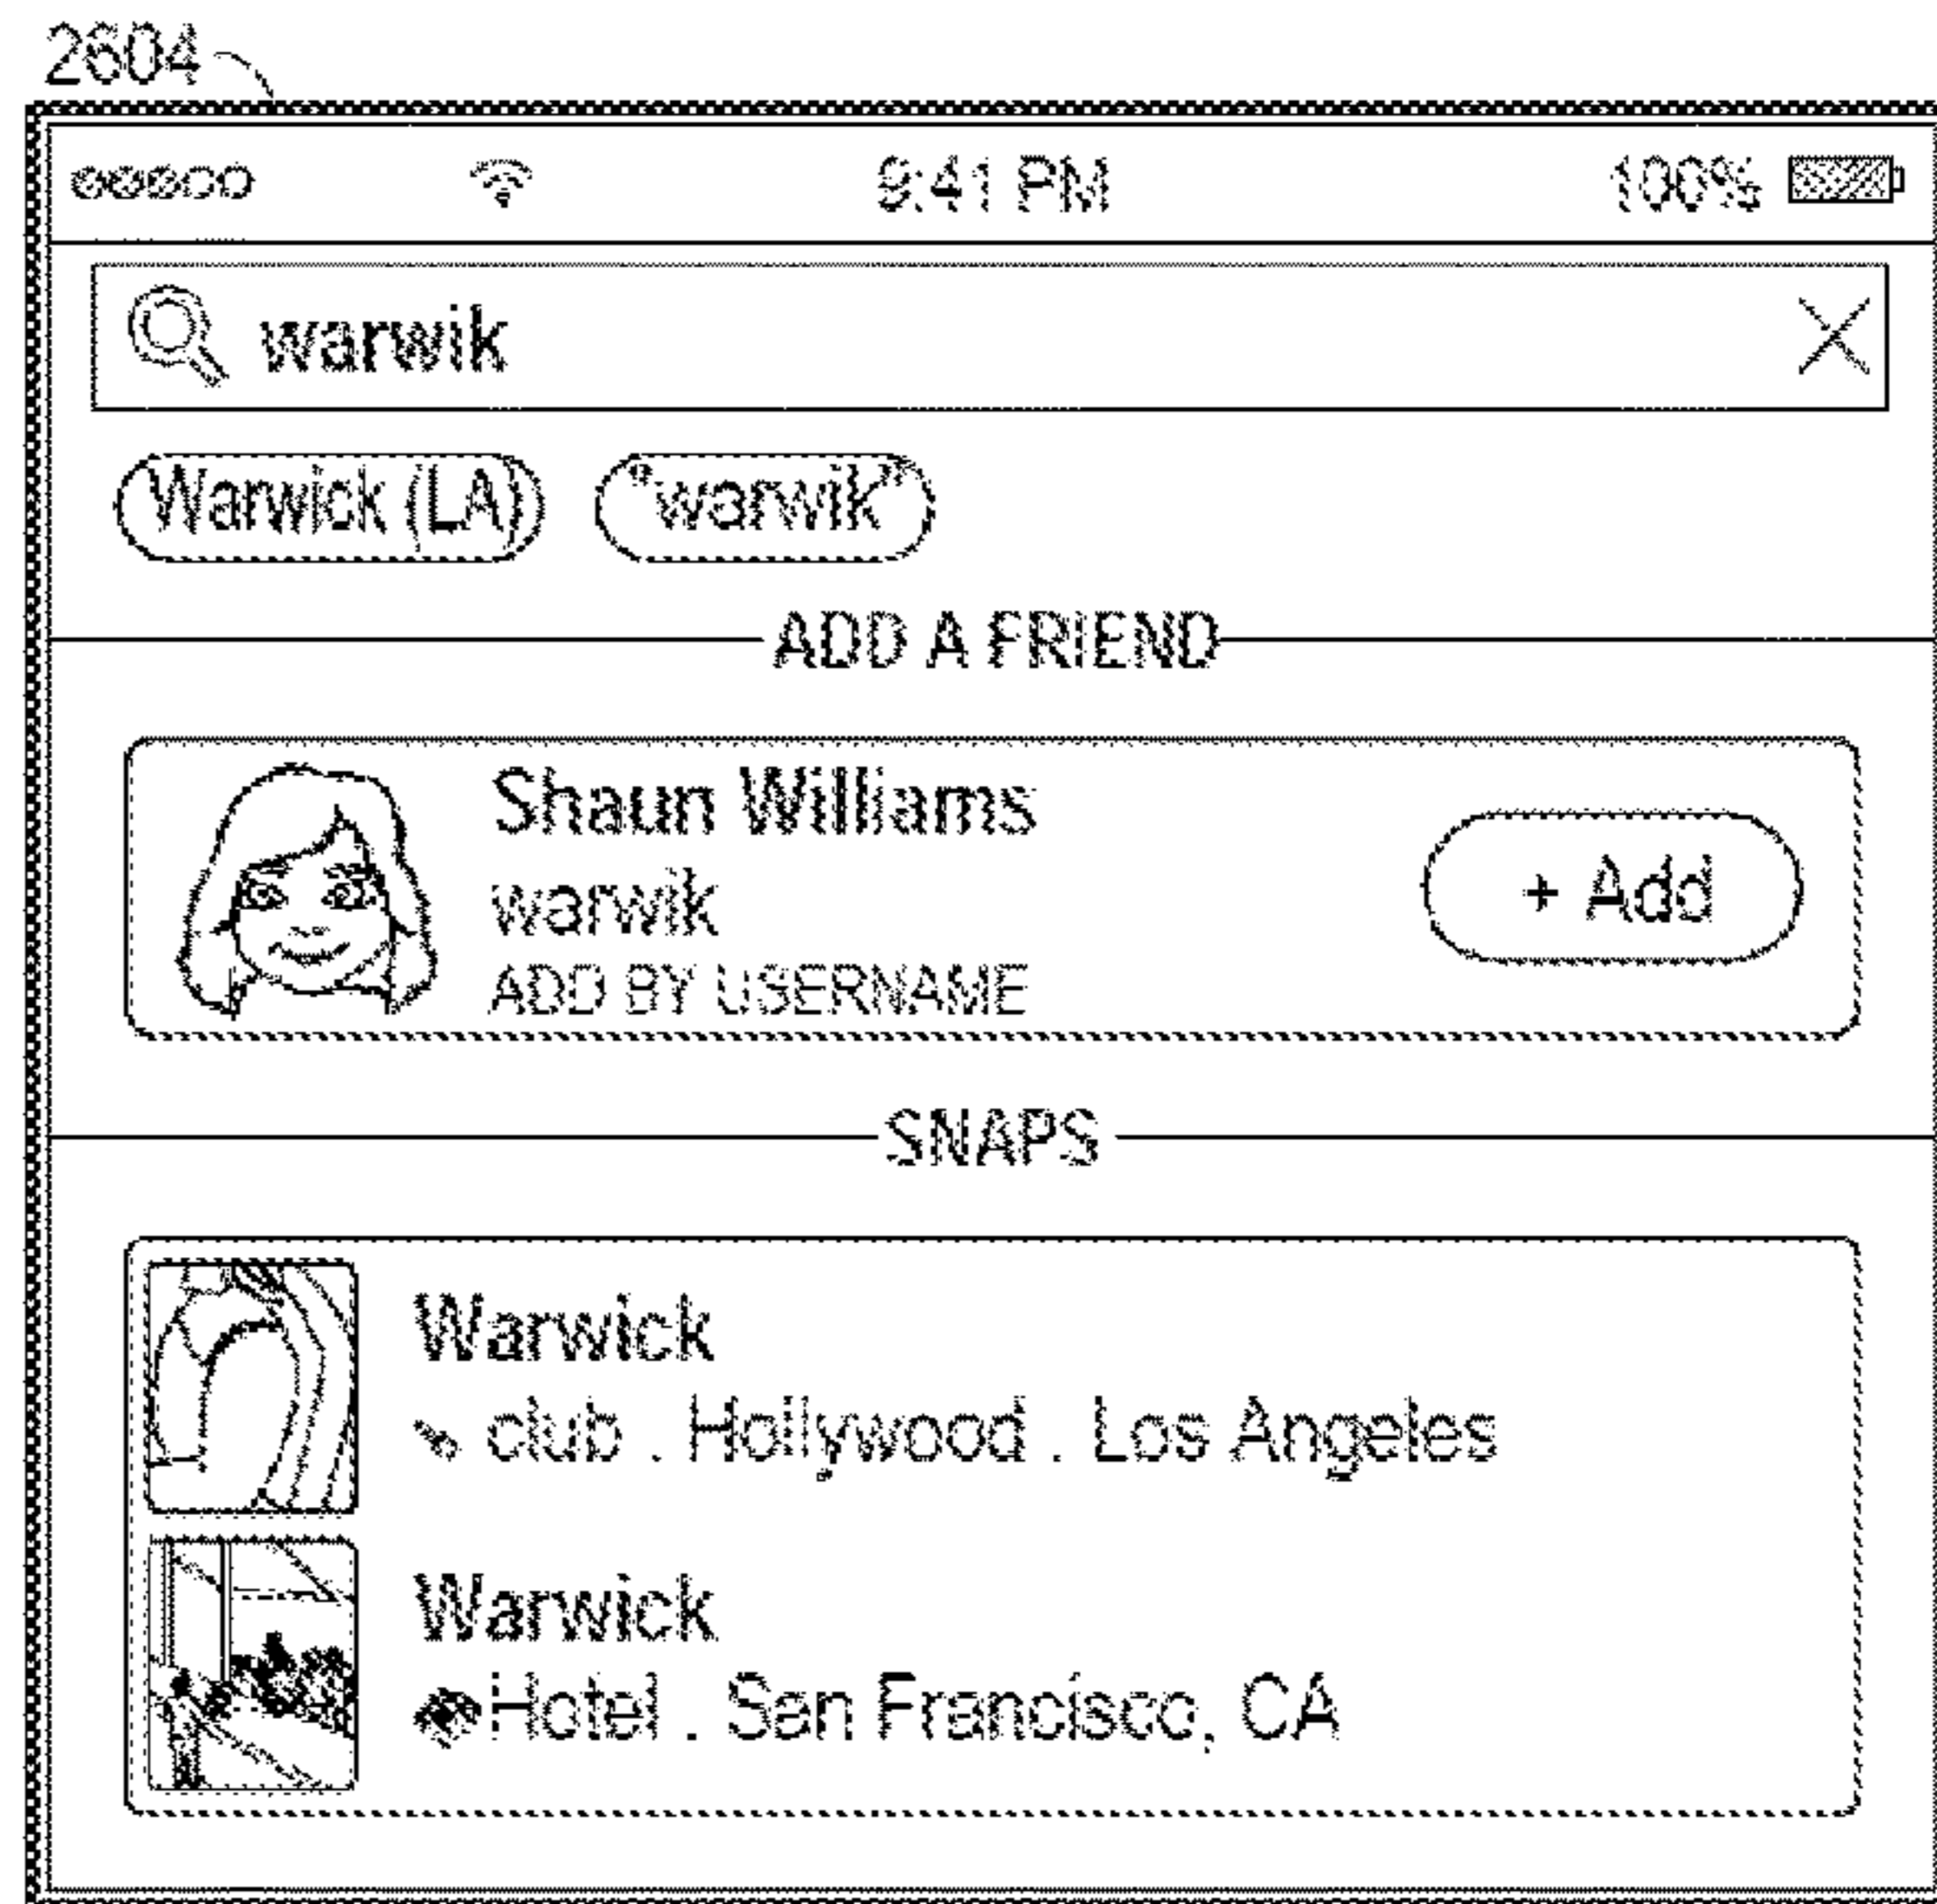 2604
9:41 PM 100%
warwik
Warwick (LA) "warwik"
ADD A FRIEND
Shaun Williams
warwik
+ Add
ADD BY USERNAME
SNAPS
Warwick
club . Hollywood . Los Angeles
Warwick
Hotel . San Francisco, CA